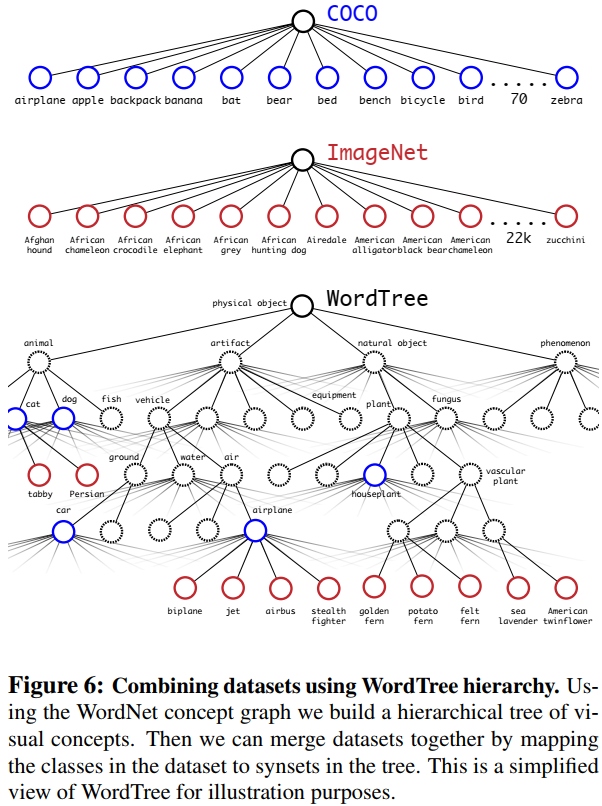 COCO
airplane apple backpack banana bat bear bed bench bicycle bird 70 zebra
ImageNet
Afghan hound
African chameleon
African crocodile
African elephant
African grey
African hunting dog
Airedale
American alligator
American black bear
American chameleon
22k
zucchini
WordTree
physical object
animal artifact natural object phenomenon
cat dog fish vehicle equipment plant fungus
ground water air vascular plant
tabby Persian houseplant
car airplane
biplane
jet
airbus
stealth fighter
golden fern
potato fern
felt fern
sea lavender
American twinflower
Figure 6: Combining datasets using WordTree hierarchy. Us-
ing the WordNet concept graph we build a hierarchical tree of vi-
sual concepts. Then we can merge datasets together by mapping
the classes in the dataset to synsets in the tree. This is a simplified
view of WordTree for illustration purposes.